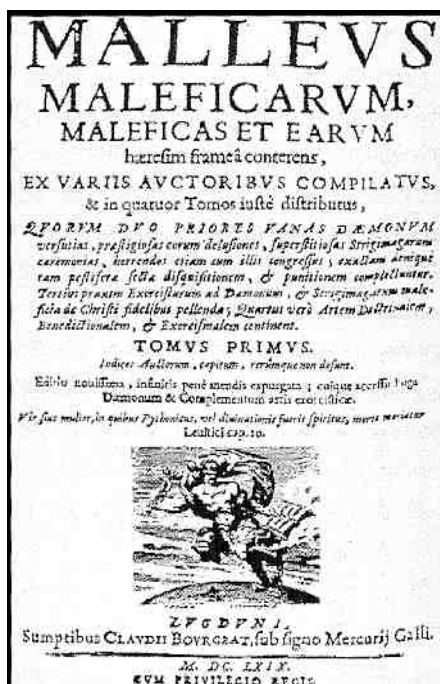 MALLEVS
MALEFICARVM,
MALEFICAS ET EARVM
hæresim frameâ conterens,
EX VARIIS AVCTORIBVS COMPILATVS,
& in quatuor Tomos iustè distributus,
QVORVM DVO PRIORES VANAS DÆMONVM
versutias, præstigiosas eorum delusiones, superstitiosas Strigimagarum
cæremonias, horrendos etiam cum illis congressus; exactam denique
tam pestiferæ sectæ disquisitionem, & punitionem complectuntur.
Tertius praxim Exorcistarum ad Dæmonum, & Strigimagarum male-
ficia de Christi fidelibus pellenda; Quartus verò Artem Doctrinalem,
Benedictionalem, & Exorcismalem continent.
TOMVS PRIMVS.
Indices Auctorum, capitum, rerumque non desunt.
Editio nouissima, infinitis penè mendis expurgata; cuique accessit Fuga
Dæmonum & Complementum artis exorcisticæ.
Vir siue mulier, in quibus Pythonicus, vel diuinationis fuerit spiritus, morte moriatur
Leuitici cap. 10.
LVGDVNI,
Sumptibus CLAVDII BOVRGEAT, sub signo Mercurij Galli.
M. DC. LXIX.
CVM PRIVILEGIO REGIS.